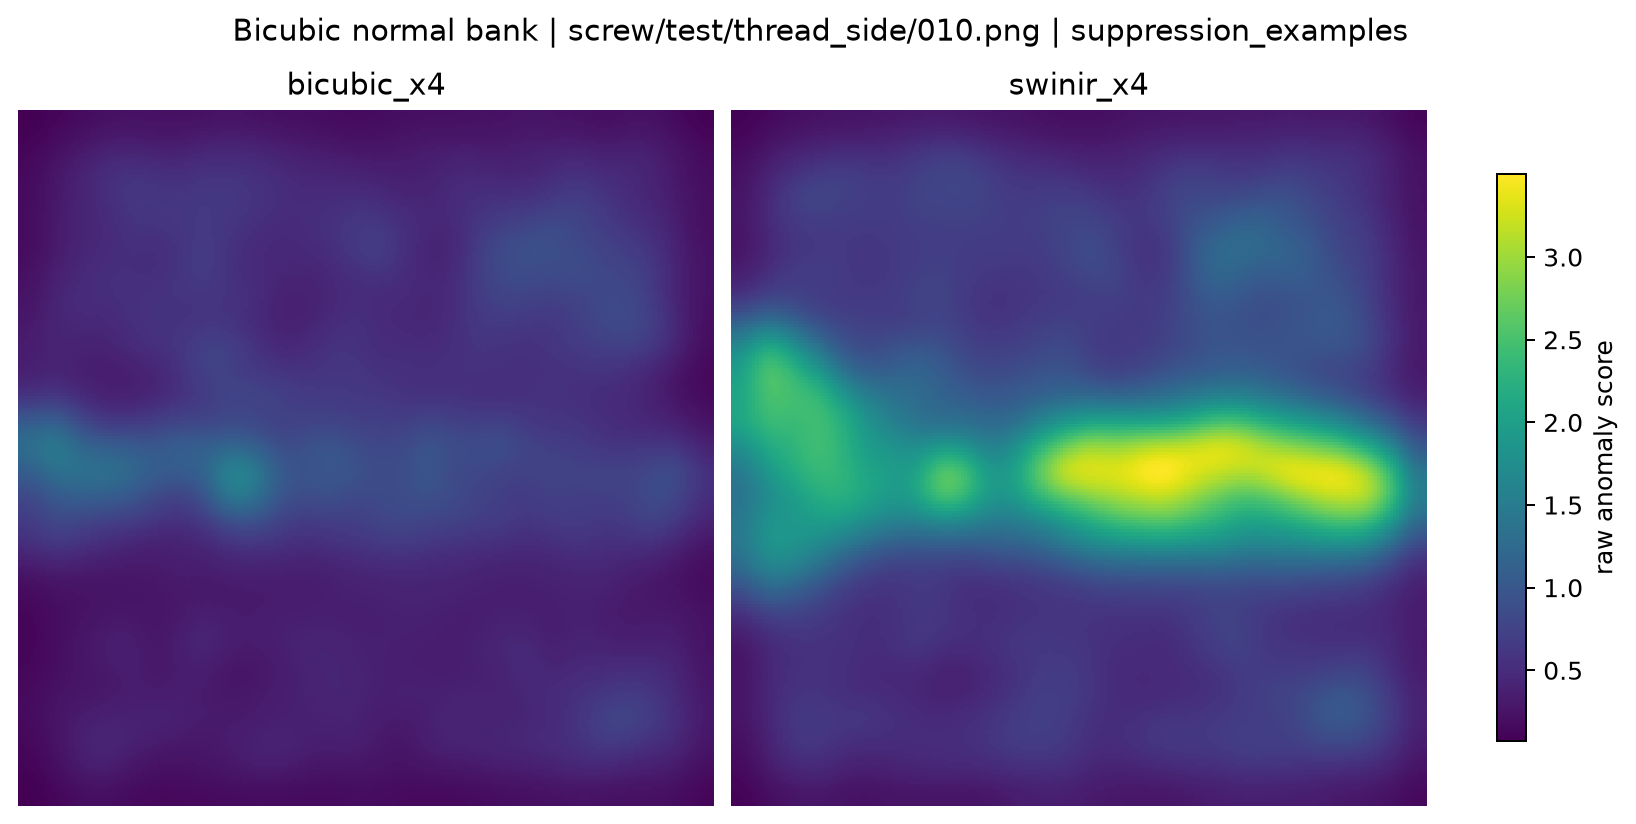 Bicubic normal bank | screw/test/thread_side/010.png | suppression_examples
bicubic_x4
swinir_x4
3.0
2.5
2.0
1.5
1.0
0.5
raw anomaly score